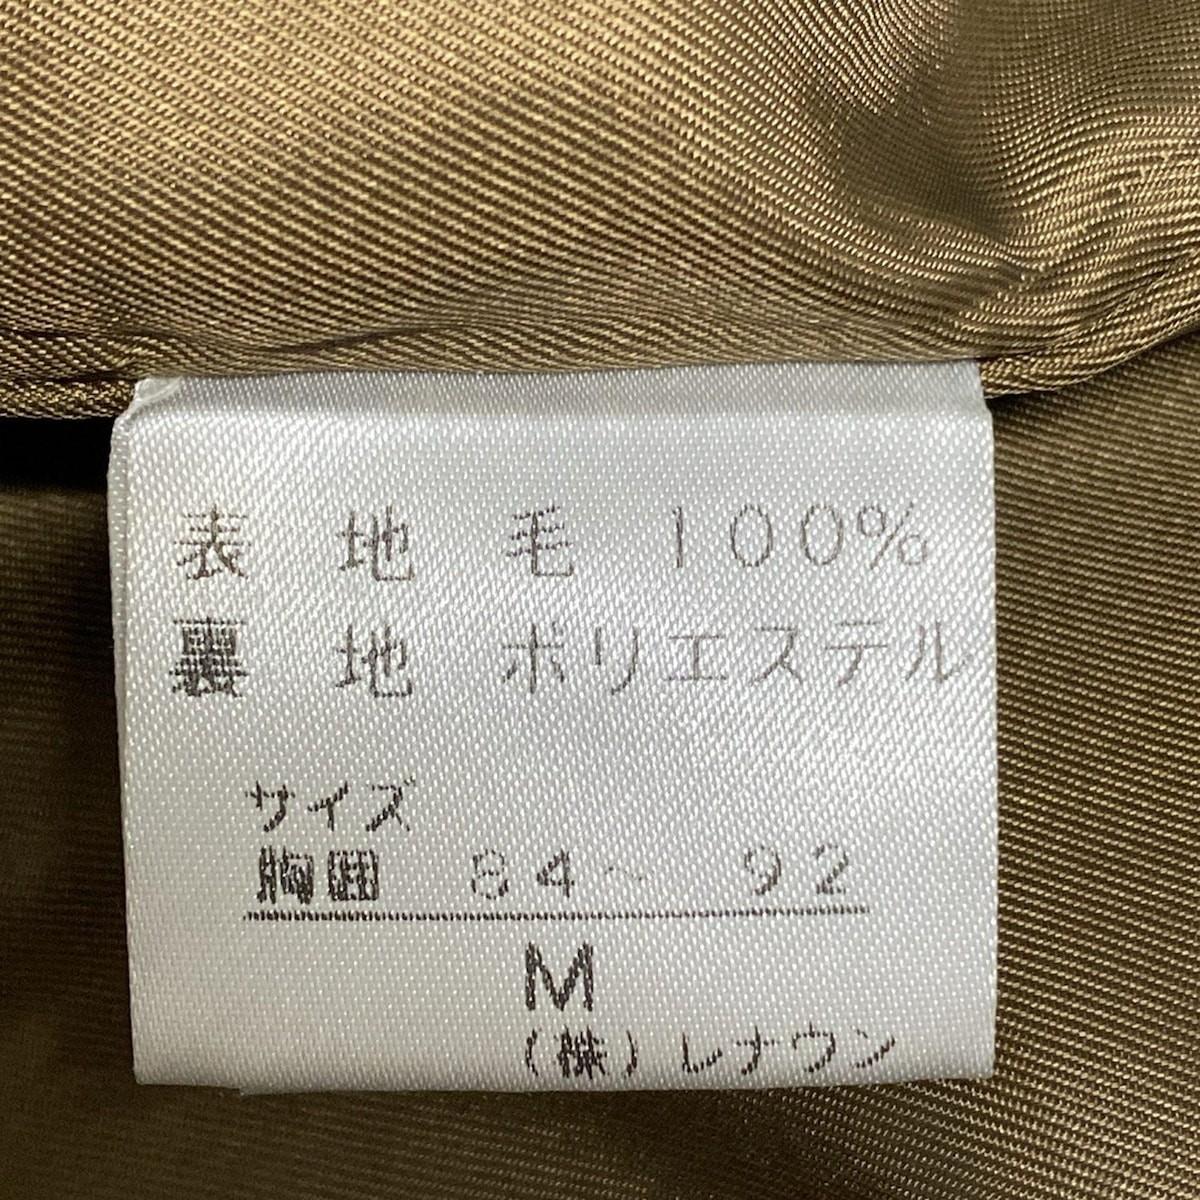 表 地 毛 100%
裏 地 ポリエステル
サイズ
胸囲 84~ 92
M
(株)レナウン